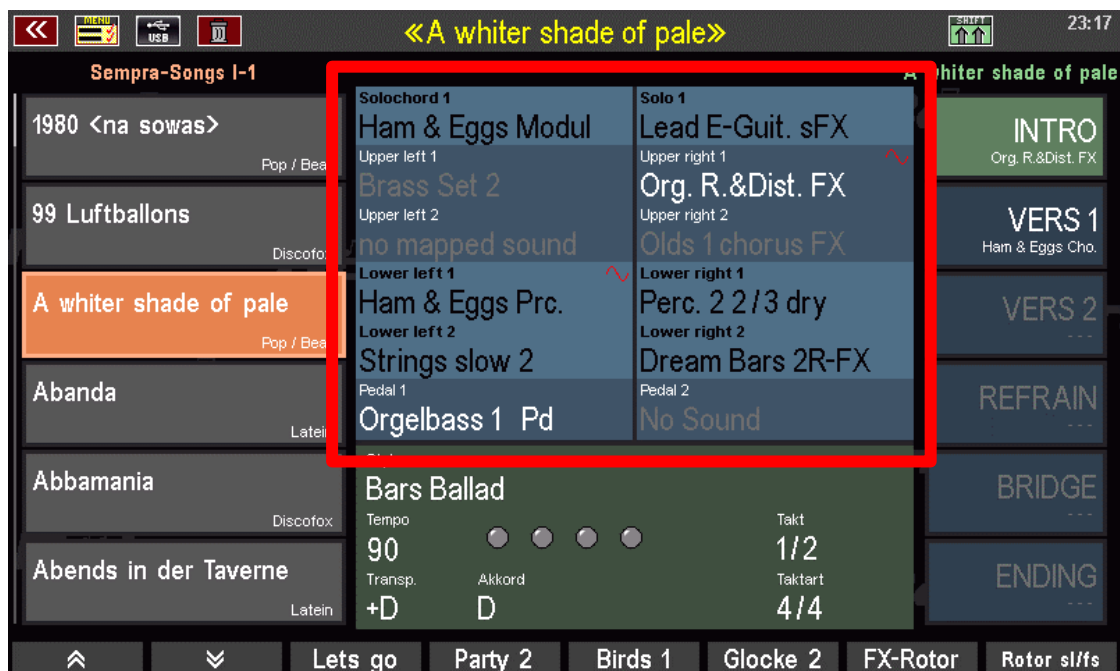 MENU
USB
«A whiter shade of pale»
SHIFT
23:17
Sempra-Songs I-1
A whiter shade of pale
1980 <na sowas>
Pop / Bea
99 Luftballons
Discofo
A whiter shade of pale
Pop / Bea
Abanda
Latein
Abbamania
Discofox
Abends in der Taverne
Latein
Solochord 1
Ham & Eggs Modul
Solo 1
Lead E-Guit. sFX
Upper left 1
Brass Set 2
Upper right 1
Org. R.&Dist. FX
Upper left 2
no mapped sound
Upper right 2
Olds 1 chorus FX
Lower left 1
Ham & Eggs Prc.
Lower right 1
Perc. 2 2/3 dry
Lower left 2
Strings slow 2
Lower right 2
Dream Bars 2R-FX
Pedal 1
Orgelbass 1 Pd
Pedal 2
No Sound
Bars Ballad
Tempo
90
Takt
1/2
Transp.
+D
Akkord
D
Taktart
4/4
INTRO
Org. R.&Dist. FX
VERS 1
Ham & Eggs Cho.
VERS 2
---
REFRAIN
---
BRIDGE
---
ENDING
---
Lets go
Party 2
Birds 1
Glocke 2
FX-Rotor
Rotor sl/fs